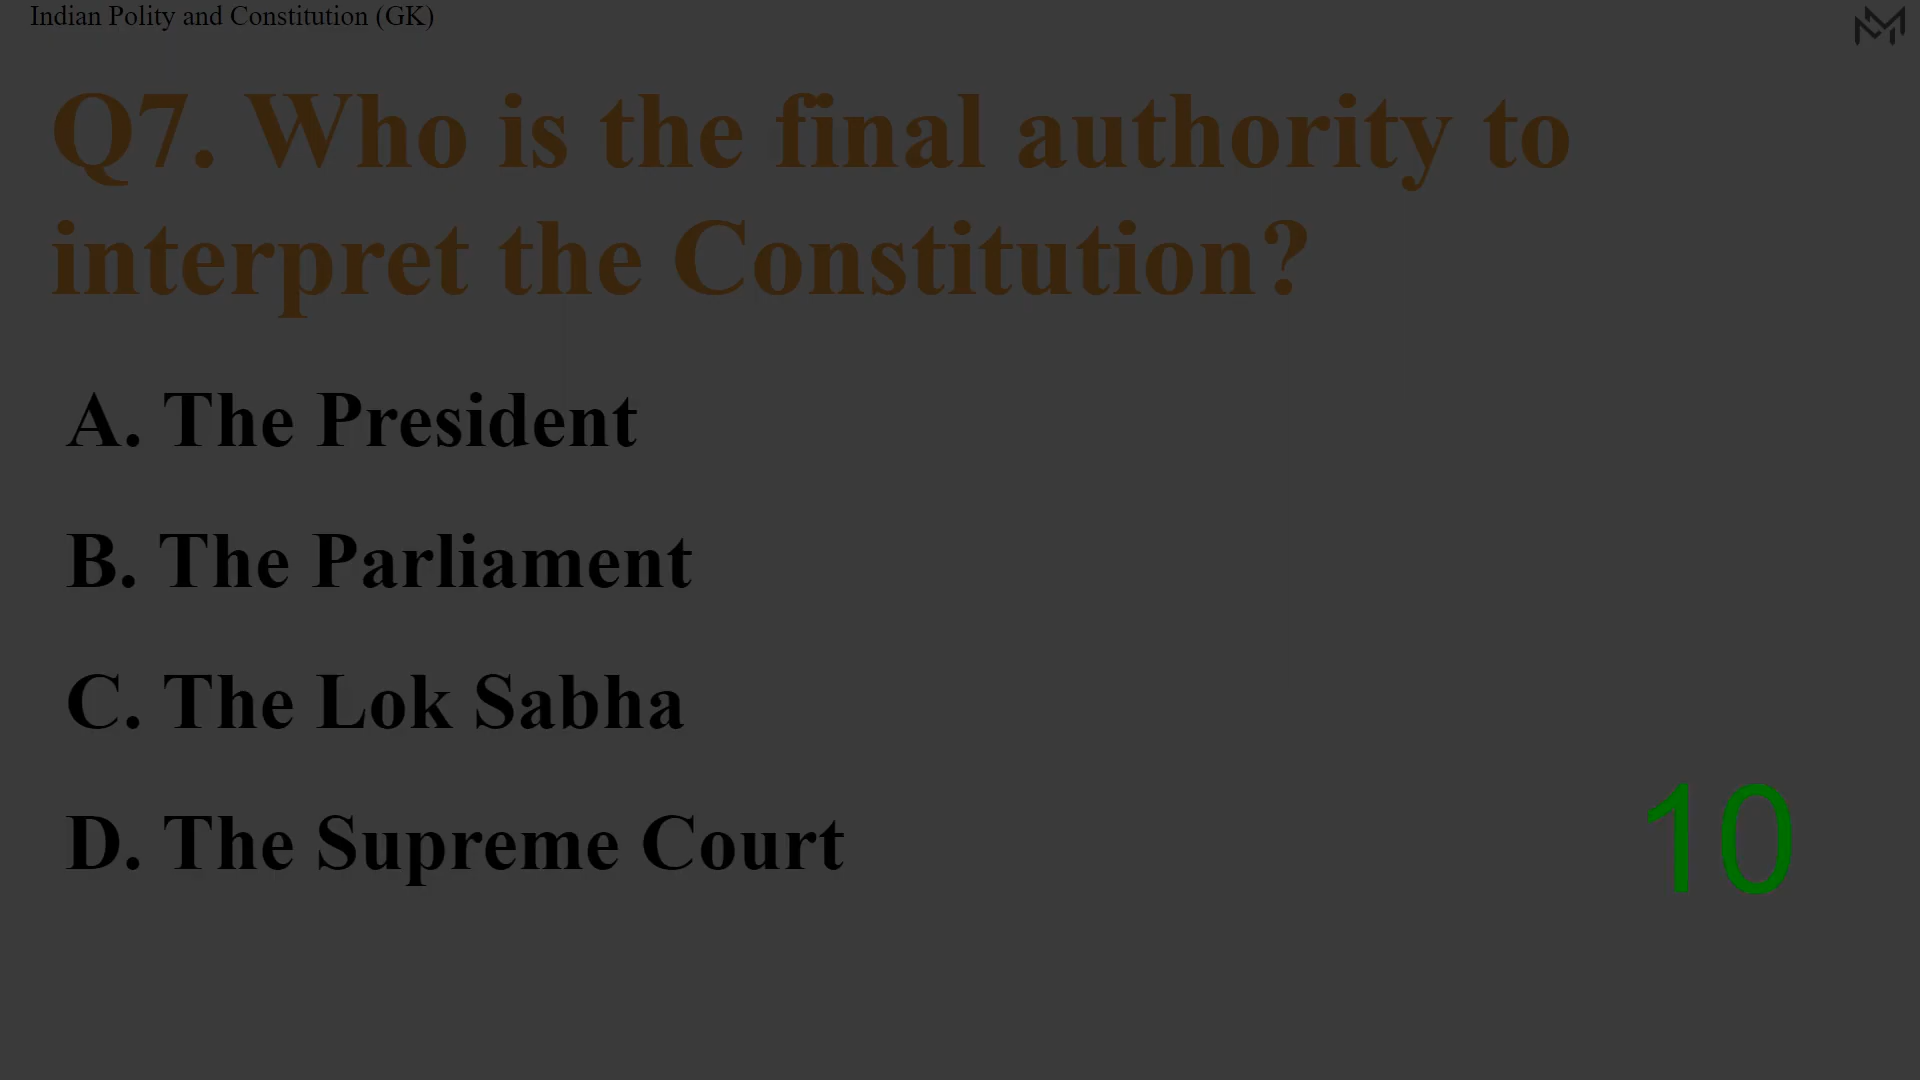 Indian Polity and Constitution (GK)
Q7. Who is the final authority to
interpret the Constitution?
A. The President
B. The Parliament
C. The Lok Sabha
D. The Supreme Court
10